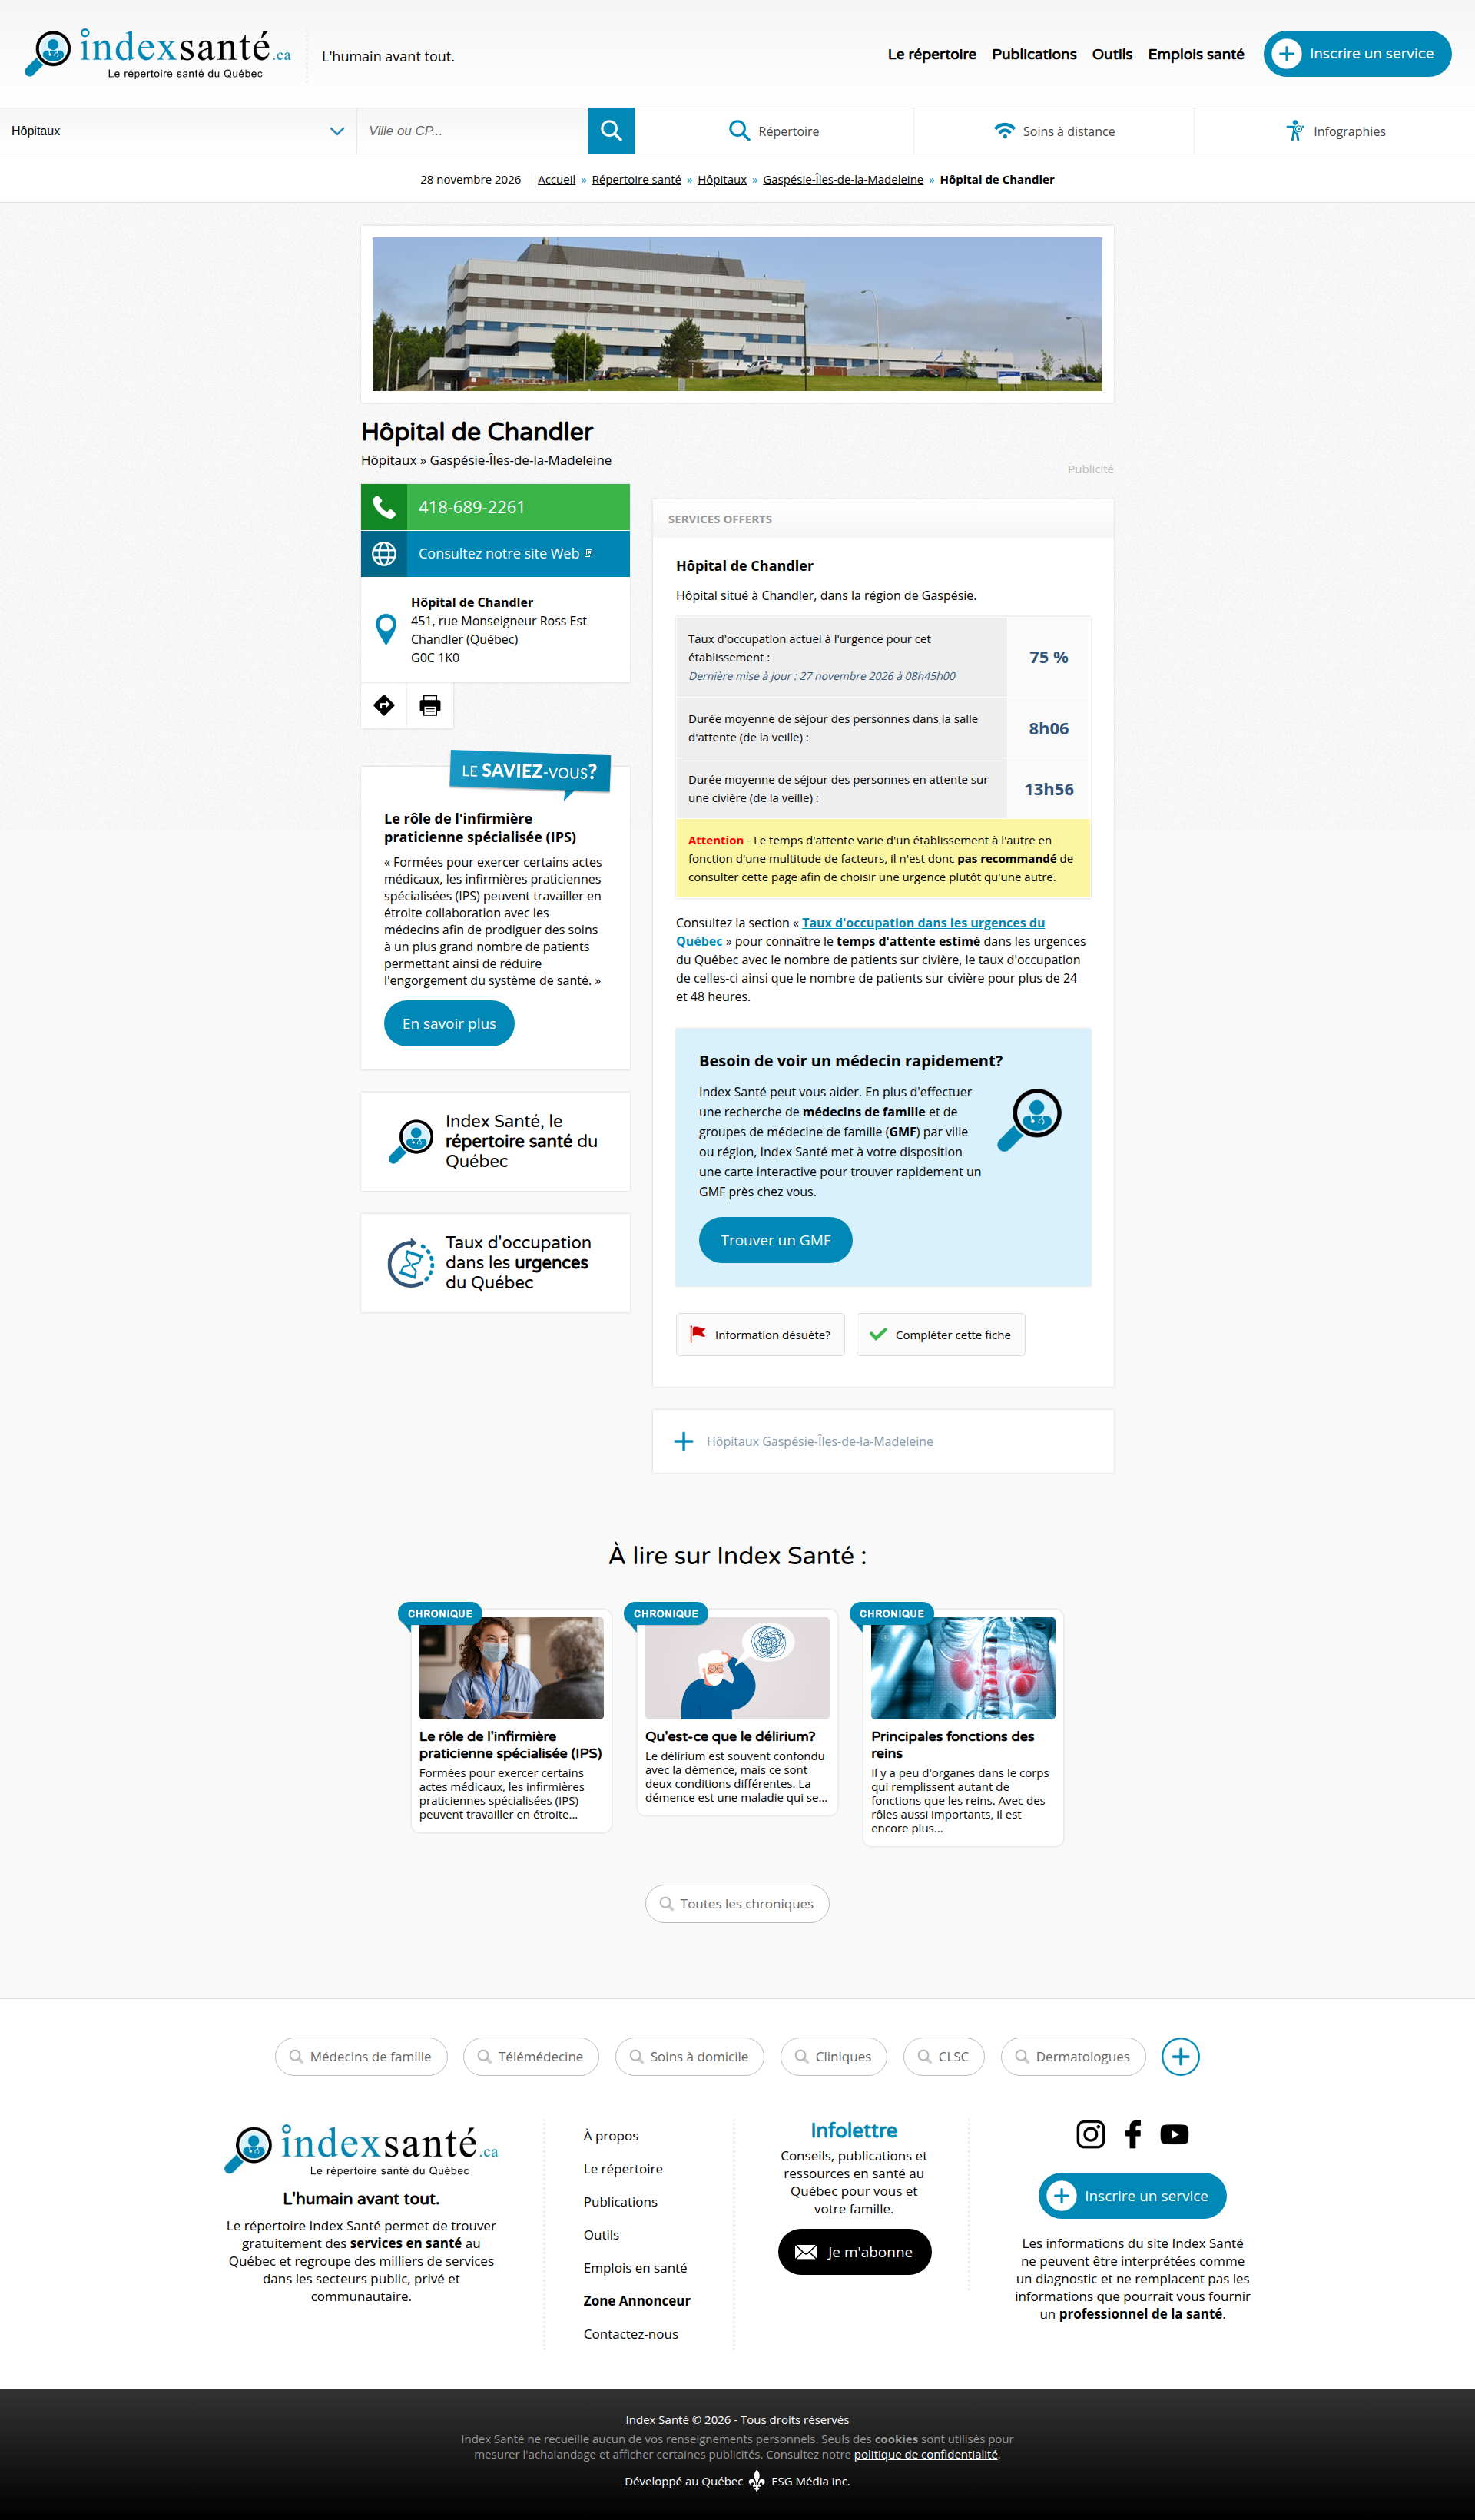 indexsanté.ca
Le répertoire santé du Québec
L'humain avant tout.
Le répertoire
Publications
Outils
Emplois santé
Inscrire un service
Hôpitaux
Ville ou CP...
Répertoire
Soins à distance
Infographies
28 novembre 2026
Accueil » Répertoire santé » Hôpitaux » Gaspésie-Îles-de-la-Madeleine » Hôpital de Chandler
Hôpital de Chandler
Hôpitaux » Gaspésie-Îles-de-la-Madeleine
Publicité
418-689-2261
Consultez notre site Web
Hôpital de Chandler
451, rue Monseigneur Ross Est
Chandler (Québec)
G0C 1K0
LE SAVIEZ-VOUS?
Le rôle de l'infirmière
praticienne spécialisée (IPS)
« Formées pour exercer certains actes
médicaux, les infirmières praticiennes
spécialisées (IPS) peuvent travailler en
étroite collaboration avec les
médecins afin de prodiguer des soins
à un plus grand nombre de patients
permettant ainsi de réduire
l'engorgement du système de santé. »
En savoir plus
Index Santé, le
répertoire santé du
Québec
Taux d'occupation
dans les urgences
du Québec
SERVICES OFFERTS
Hôpital de Chandler
Hôpital situé à Chandler, dans la région de Gaspésie.
Taux d'occupation actuel à l'urgence pour cet
établissement :
Dernière mise à jour : 27 novembre 2026 à 08h45h00
75 %
Durée moyenne de séjour des personnes dans la salle
d'attente (de la veille) :
8h06
Durée moyenne de séjour des personnes en attente sur
une civière (de la veille) :
13h56
Attention - Le temps d'attente varie d'un établissement à l'autre en
fonction d'une multitude de facteurs, il n'est donc pas recommandé de
consulter cette page afin de choisir une urgence plutôt qu'une autre.
Consultez la section « Taux d'occupation dans les urgences du
Québec » pour connaître le temps d'attente estimé dans les urgences
du Québec avec le nombre de patients sur civière, le taux d'occupation
de celles-ci ainsi que le nombre de patients sur civière pour plus de 24
et 48 heures.
Besoin de voir un médecin rapidement?
Index Santé peut vous aider. En plus d'effectuer
une recherche de médecins de famille et de
groupes de médecine de famille (GMF) par ville
ou région, Index Santé met à votre disposition
une carte interactive pour trouver rapidement un
GMF près chez vous.
Trouver un GMF
Information désuète?
Compléter cette fiche
Hôpitaux Gaspésie-Îles-de-la-Madeleine
À lire sur Index Santé :
CHRONIQUE
Le rôle de l'infirmière
praticienne spécialisée (IPS)
Formées pour exercer certains
actes médicaux, les infirmières
praticiennes spécialisées (IPS)
peuvent travailler en étroite...
CHRONIQUE
Qu'est-ce que le délirium?
Le délirium est souvent confondu
avec la démence, mais ce sont
deux conditions différentes. La
démence est une maladie qui se...
CHRONIQUE
Principales fonctions des
reins
Il y a peu d'organes dans le corps
qui remplissent autant de
fonctions que les reins. Avec des
rôles aussi importants, il est
encore plus...
Toutes les chroniques
Médecins de famille
Télémédecine
Soins à domicile
Cliniques
CLSC
Dermatologues
indexsanté.ca
Le répertoire santé du Québec
L'humain avant tout.
Le répertoire Index Santé permet de trouver
gratuitement des services en santé au
Québec et regroupe des milliers de services
dans les secteurs public, privé et
communautaire.
À propos
Le répertoire
Publications
Outils
Emplois en santé
Zone Annonceur
Contactez-nous
Infolettre
Conseils, publications et
ressources en santé au
Québec pour vous et
votre famille.
Je m'abonne
Inscrire un service
Les informations du site Index Santé
ne peuvent être interprétées comme
un diagnostic et ne remplacent pas les
informations que pourrait vous fournir
un professionnel de la santé.
Index Santé © 2026 - Tous droits réservés
Index Santé ne recueille aucun de vos renseignements personnels. Seuls des cookies sont utilisés pour
mesurer l'achalandage et afficher certaines publicités. Consultez notre politique de confidentialité.
Développé au Québec ESG Média inc.